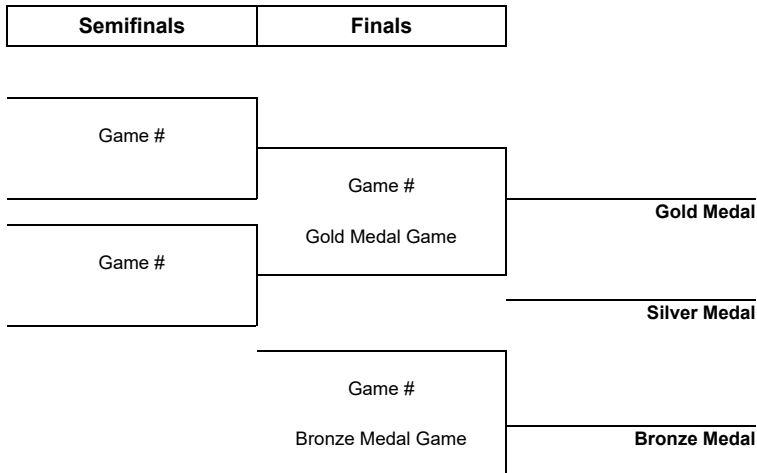 Semifinals
Finals
Game #
Game #
Gold Medal
Gold Medal Game
Game #
Silver Medal
Game #
Bronze Medal Game
Bronze Medal